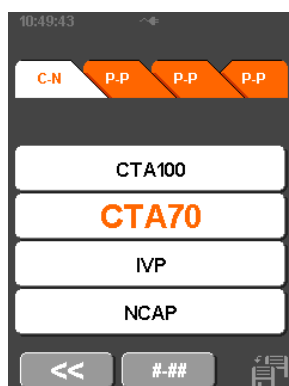 10:49:43
C-N P-P P-P P-P
CTA100
CTA70
IVP
NCAP
<< #-##